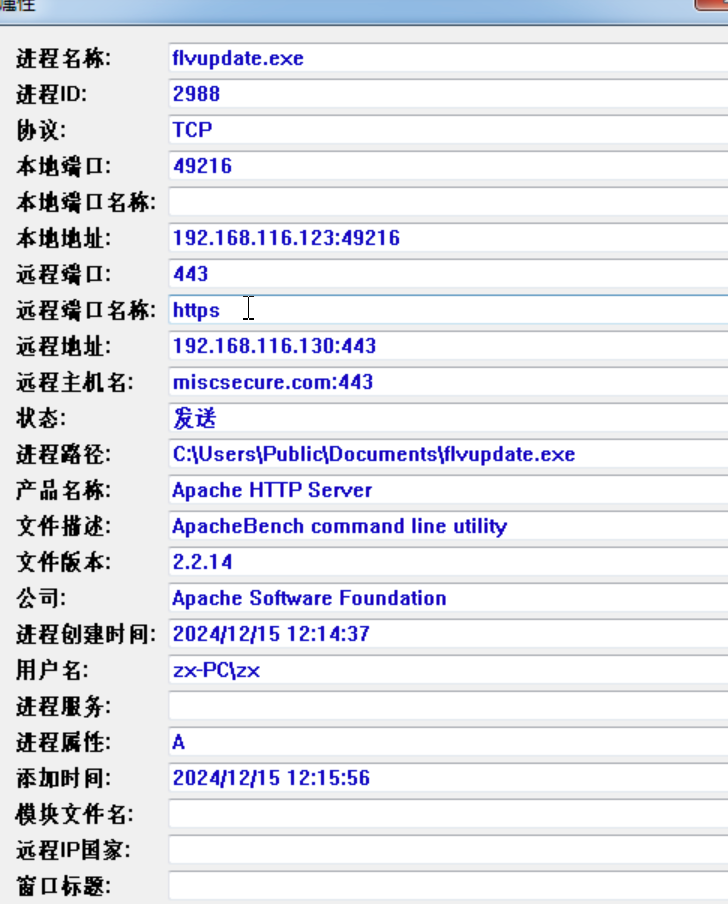 属性
进程名称: flvupdate.exe
进程ID: 2988
协议: TCP
本地端口: 49216
本地端口名称:
本地地址: 192.168.116.123:49216
远程端口: 443
远程端口名称: https
远程地址: 192.168.116.130:443
远程主机名: miscsecure.com:443
状态: 发送
进程路径: C:\Users\Public\Documents\flvupdate.exe
产品名称: Apache HTTP Server
文件描述: ApacheBench command line utility
文件版本: 2.2.14
公司: Apache Software Foundation
进程创建时间: 2024/12/15 12:14:37
用户名: zx-PC\zx
进程服务:
进程属性: A
添加时间: 2024/12/15 12:15:56
模块文件名:
远程IP国家:
窗口标题: